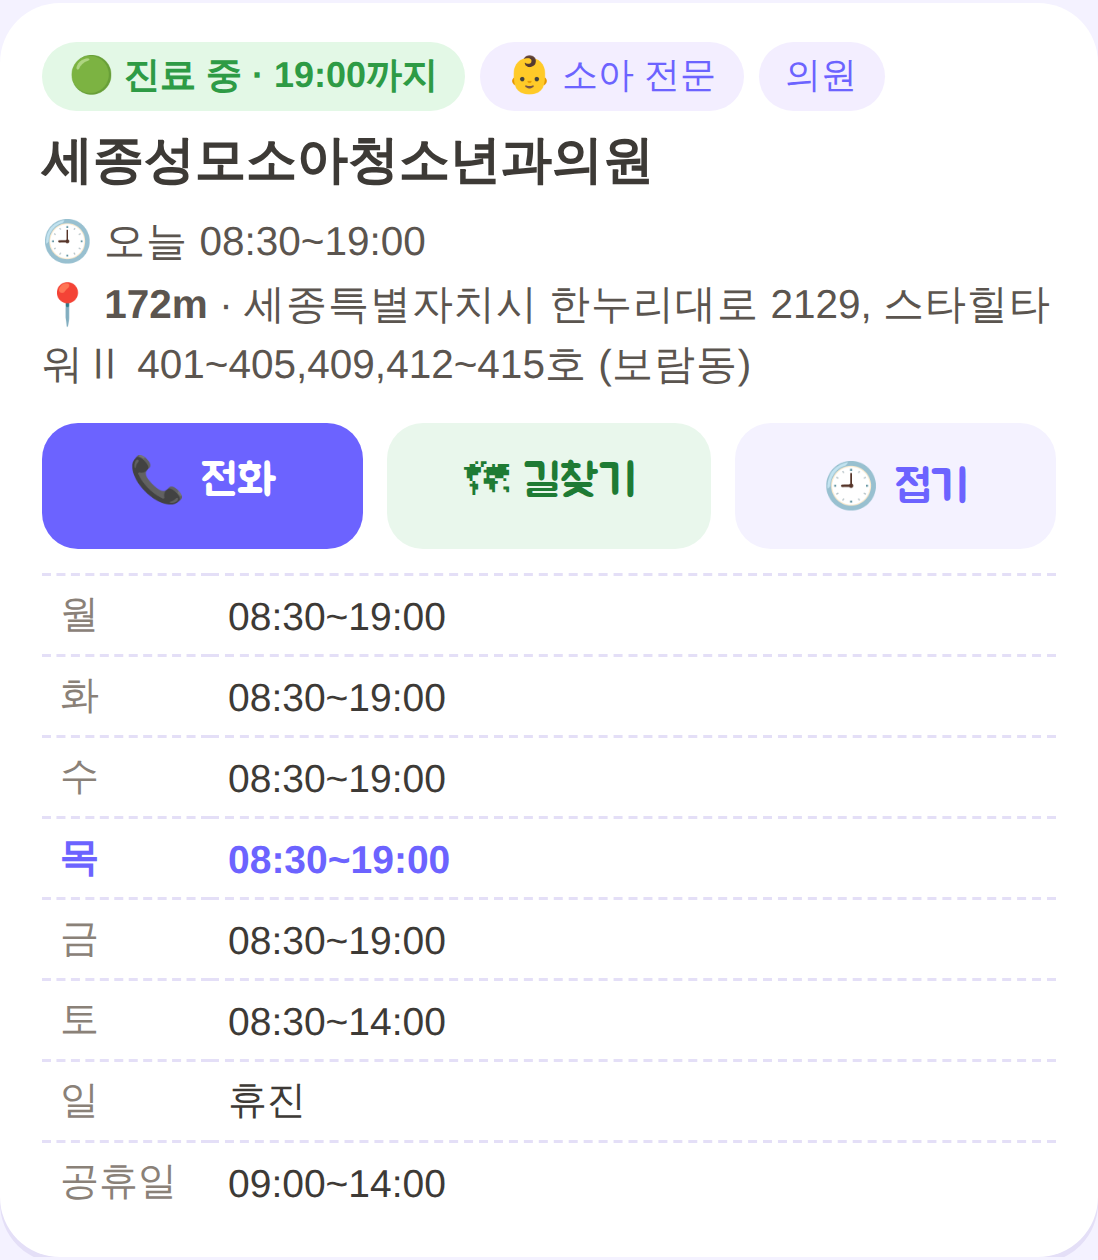 🟢 진료 중 · 19:00까지 👶 소아 전문 의원
세종성모소아청소년과의원
🕘 오늘 08:30~19:00
📍 172m · 세종특별자치시 한누리대로 2129, 스타힐타
워Ⅱ 401~405,409,412~415호 (보람동)
📞 전화 🗺 길찾기 🕘 접기
월 08:30~19:00
화 08:30~19:00
수 08:30~19:00
목 08:30~19:00
금 08:30~19:00
토 08:30~14:00
일 휴진
공휴일 09:00~14:00